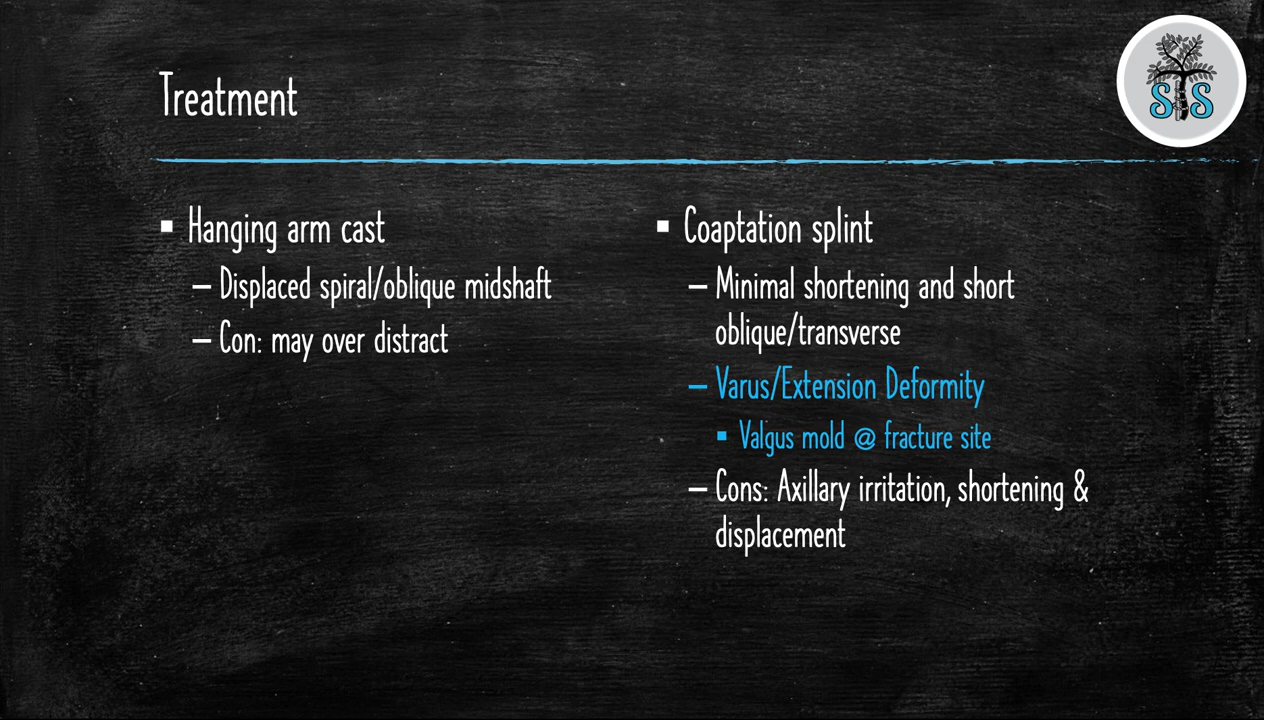 Treatment
STS
▪ Hanging arm cast
– Displaced spiral/oblique midshaft
– Con: may over distract
▪ Coaptation splint
– Minimal shortening and short
oblique/transverse
– Varus/Extension Deformity
▪ Valgus mold @ fracture site
– Cons: Axillary irritation, shortening &
displacement